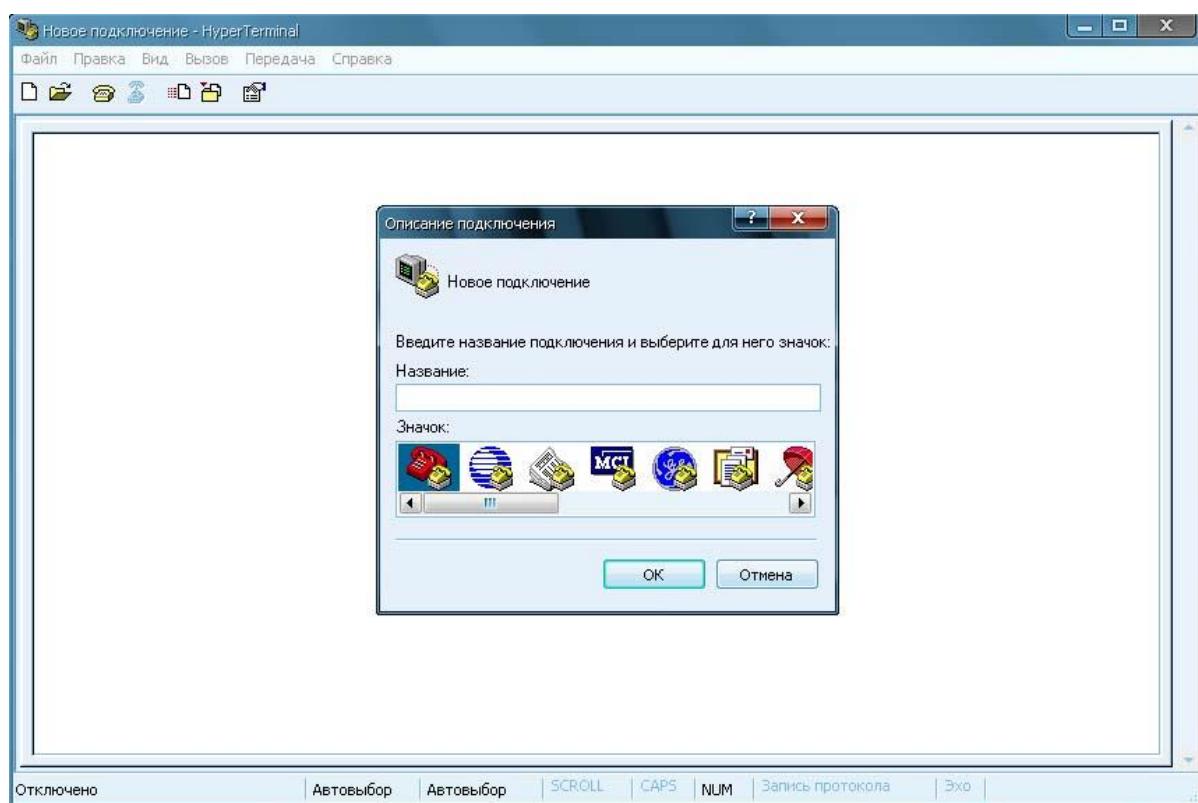 Новое подключение - HyperTerminal
Файл Правка Вид Вызов Передача Справка
Описание подключения
Новое подключение
Введите название подключения и выберите для него значок:
Название:
Значок:
MCI
ОК Отмена
Отключено Автовыбор Автовыбор SCROLL CAPS NUM Запись протокола Эхо